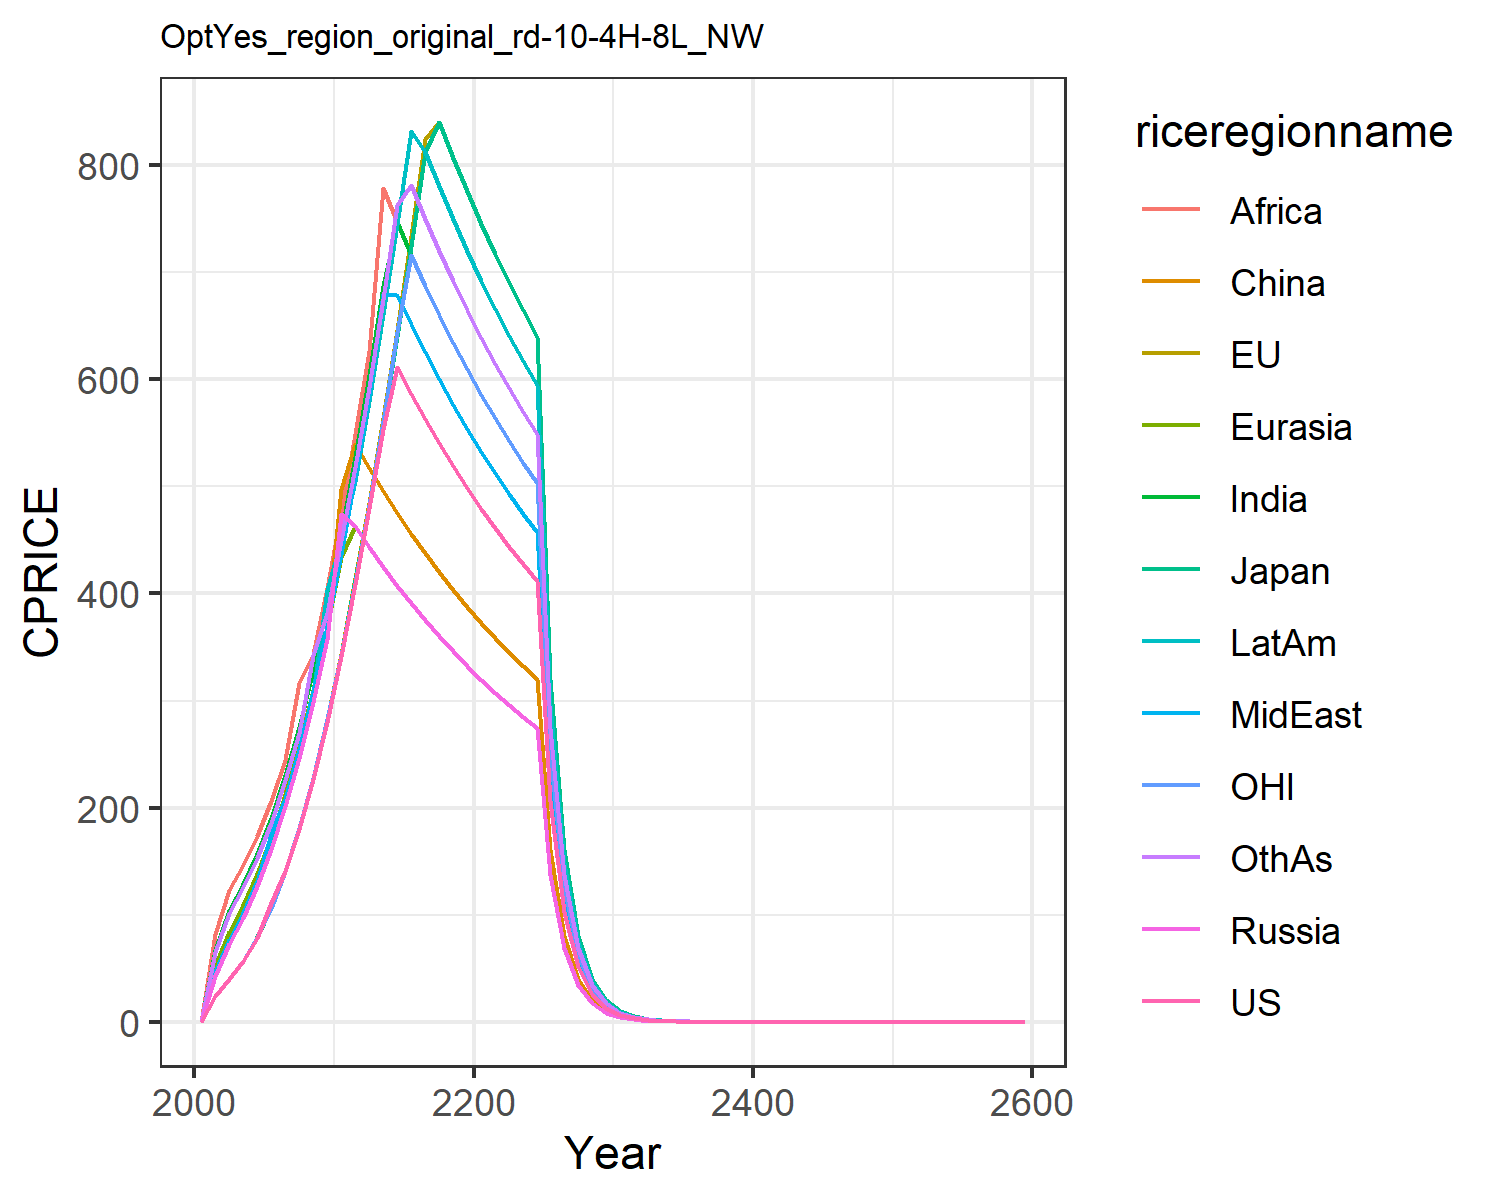 OptYes_region_original_rd-10-4H-8L_NW
CPRICE
800
600
400
200
0
2000 2200 2400 2600
Year
riceregionname
Africa
China
EU
Eurasia
India
Japan
LatAm
MidEast
OHI
OthAs
Russia
US